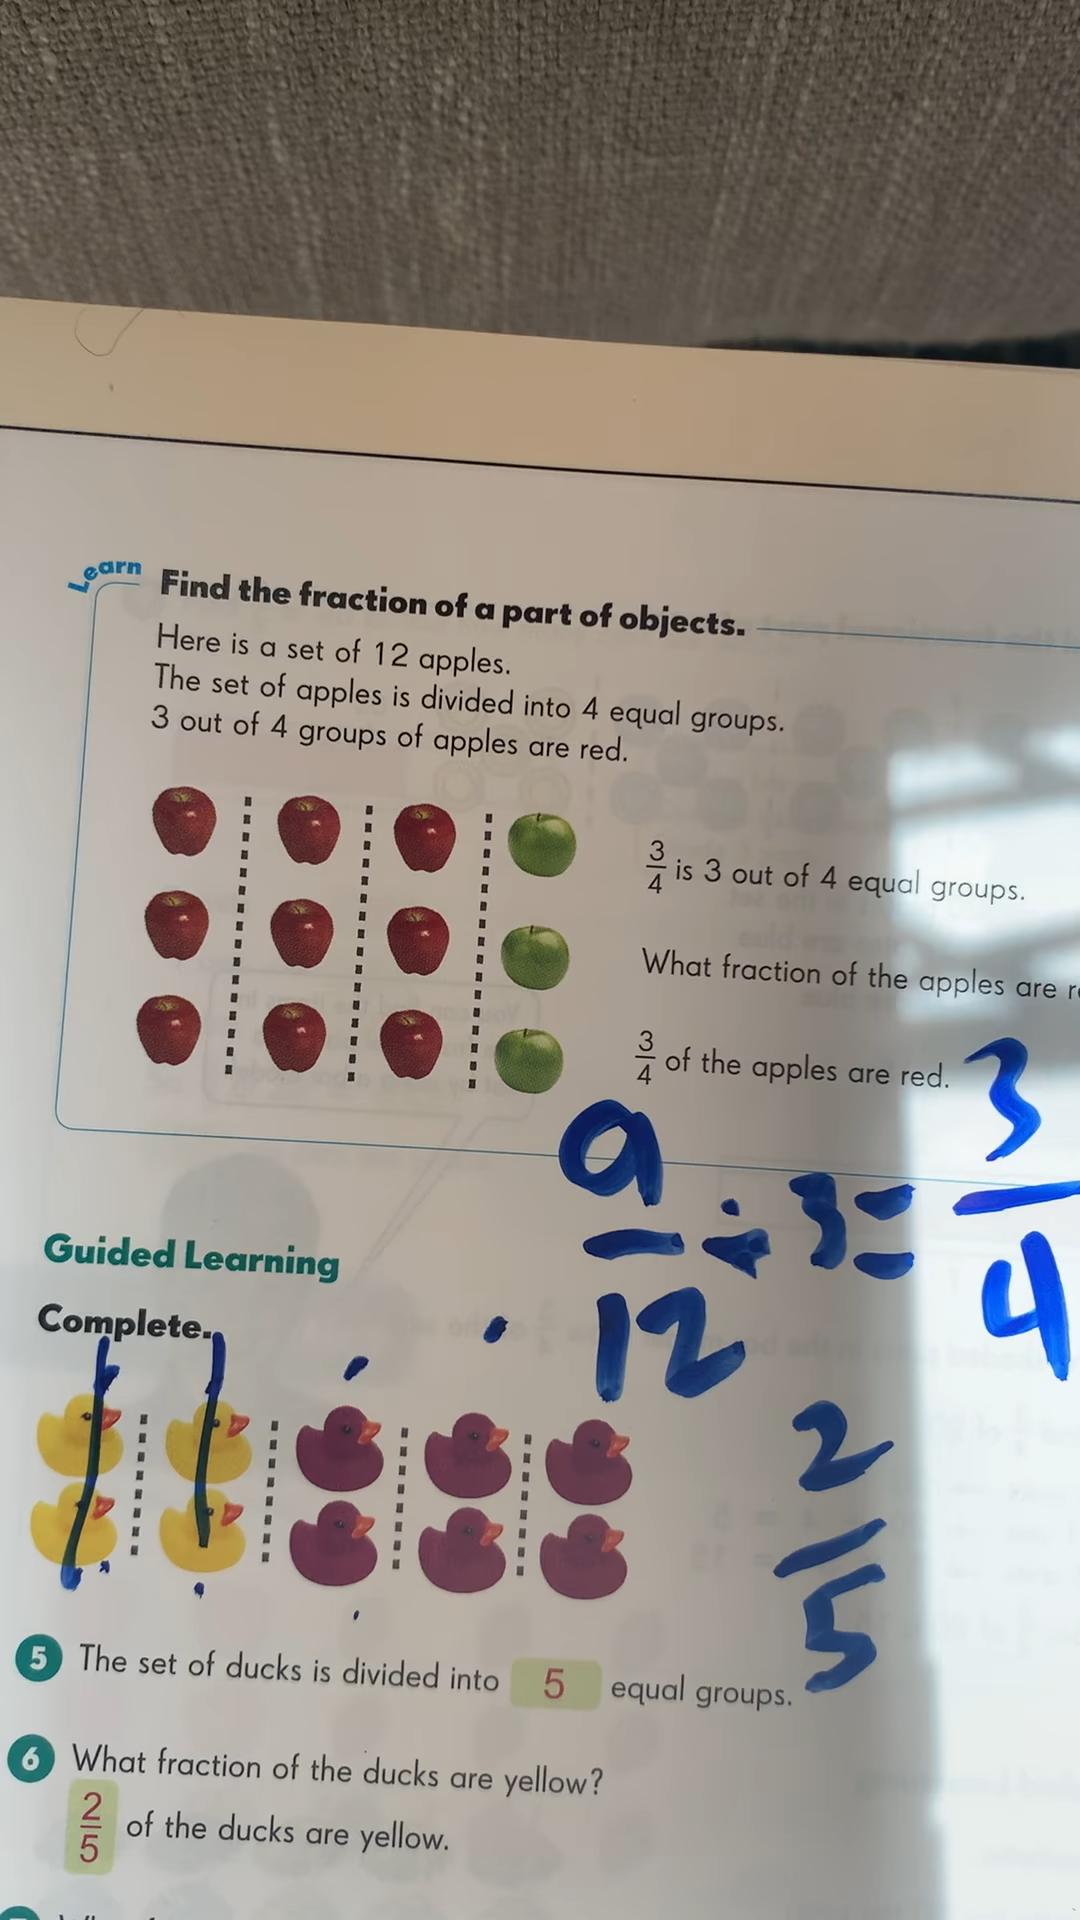 Learn
Find the fraction of a part of objects.
Here is a set of 12 apples.
The set of apples is divided into 4 equal groups.
3 out of 4 groups of apples are red.
3/4 is 3 out of 4 equal groups.
What fraction of the apples are
3/4 of the apples are red.
9/12 ÷ 3 = 3/4
Guided Learning
Complete.
2/5
5 The set of ducks is divided into 5 equal groups.
6 What fraction of the ducks are yellow?
2/5 of the ducks are yellow.